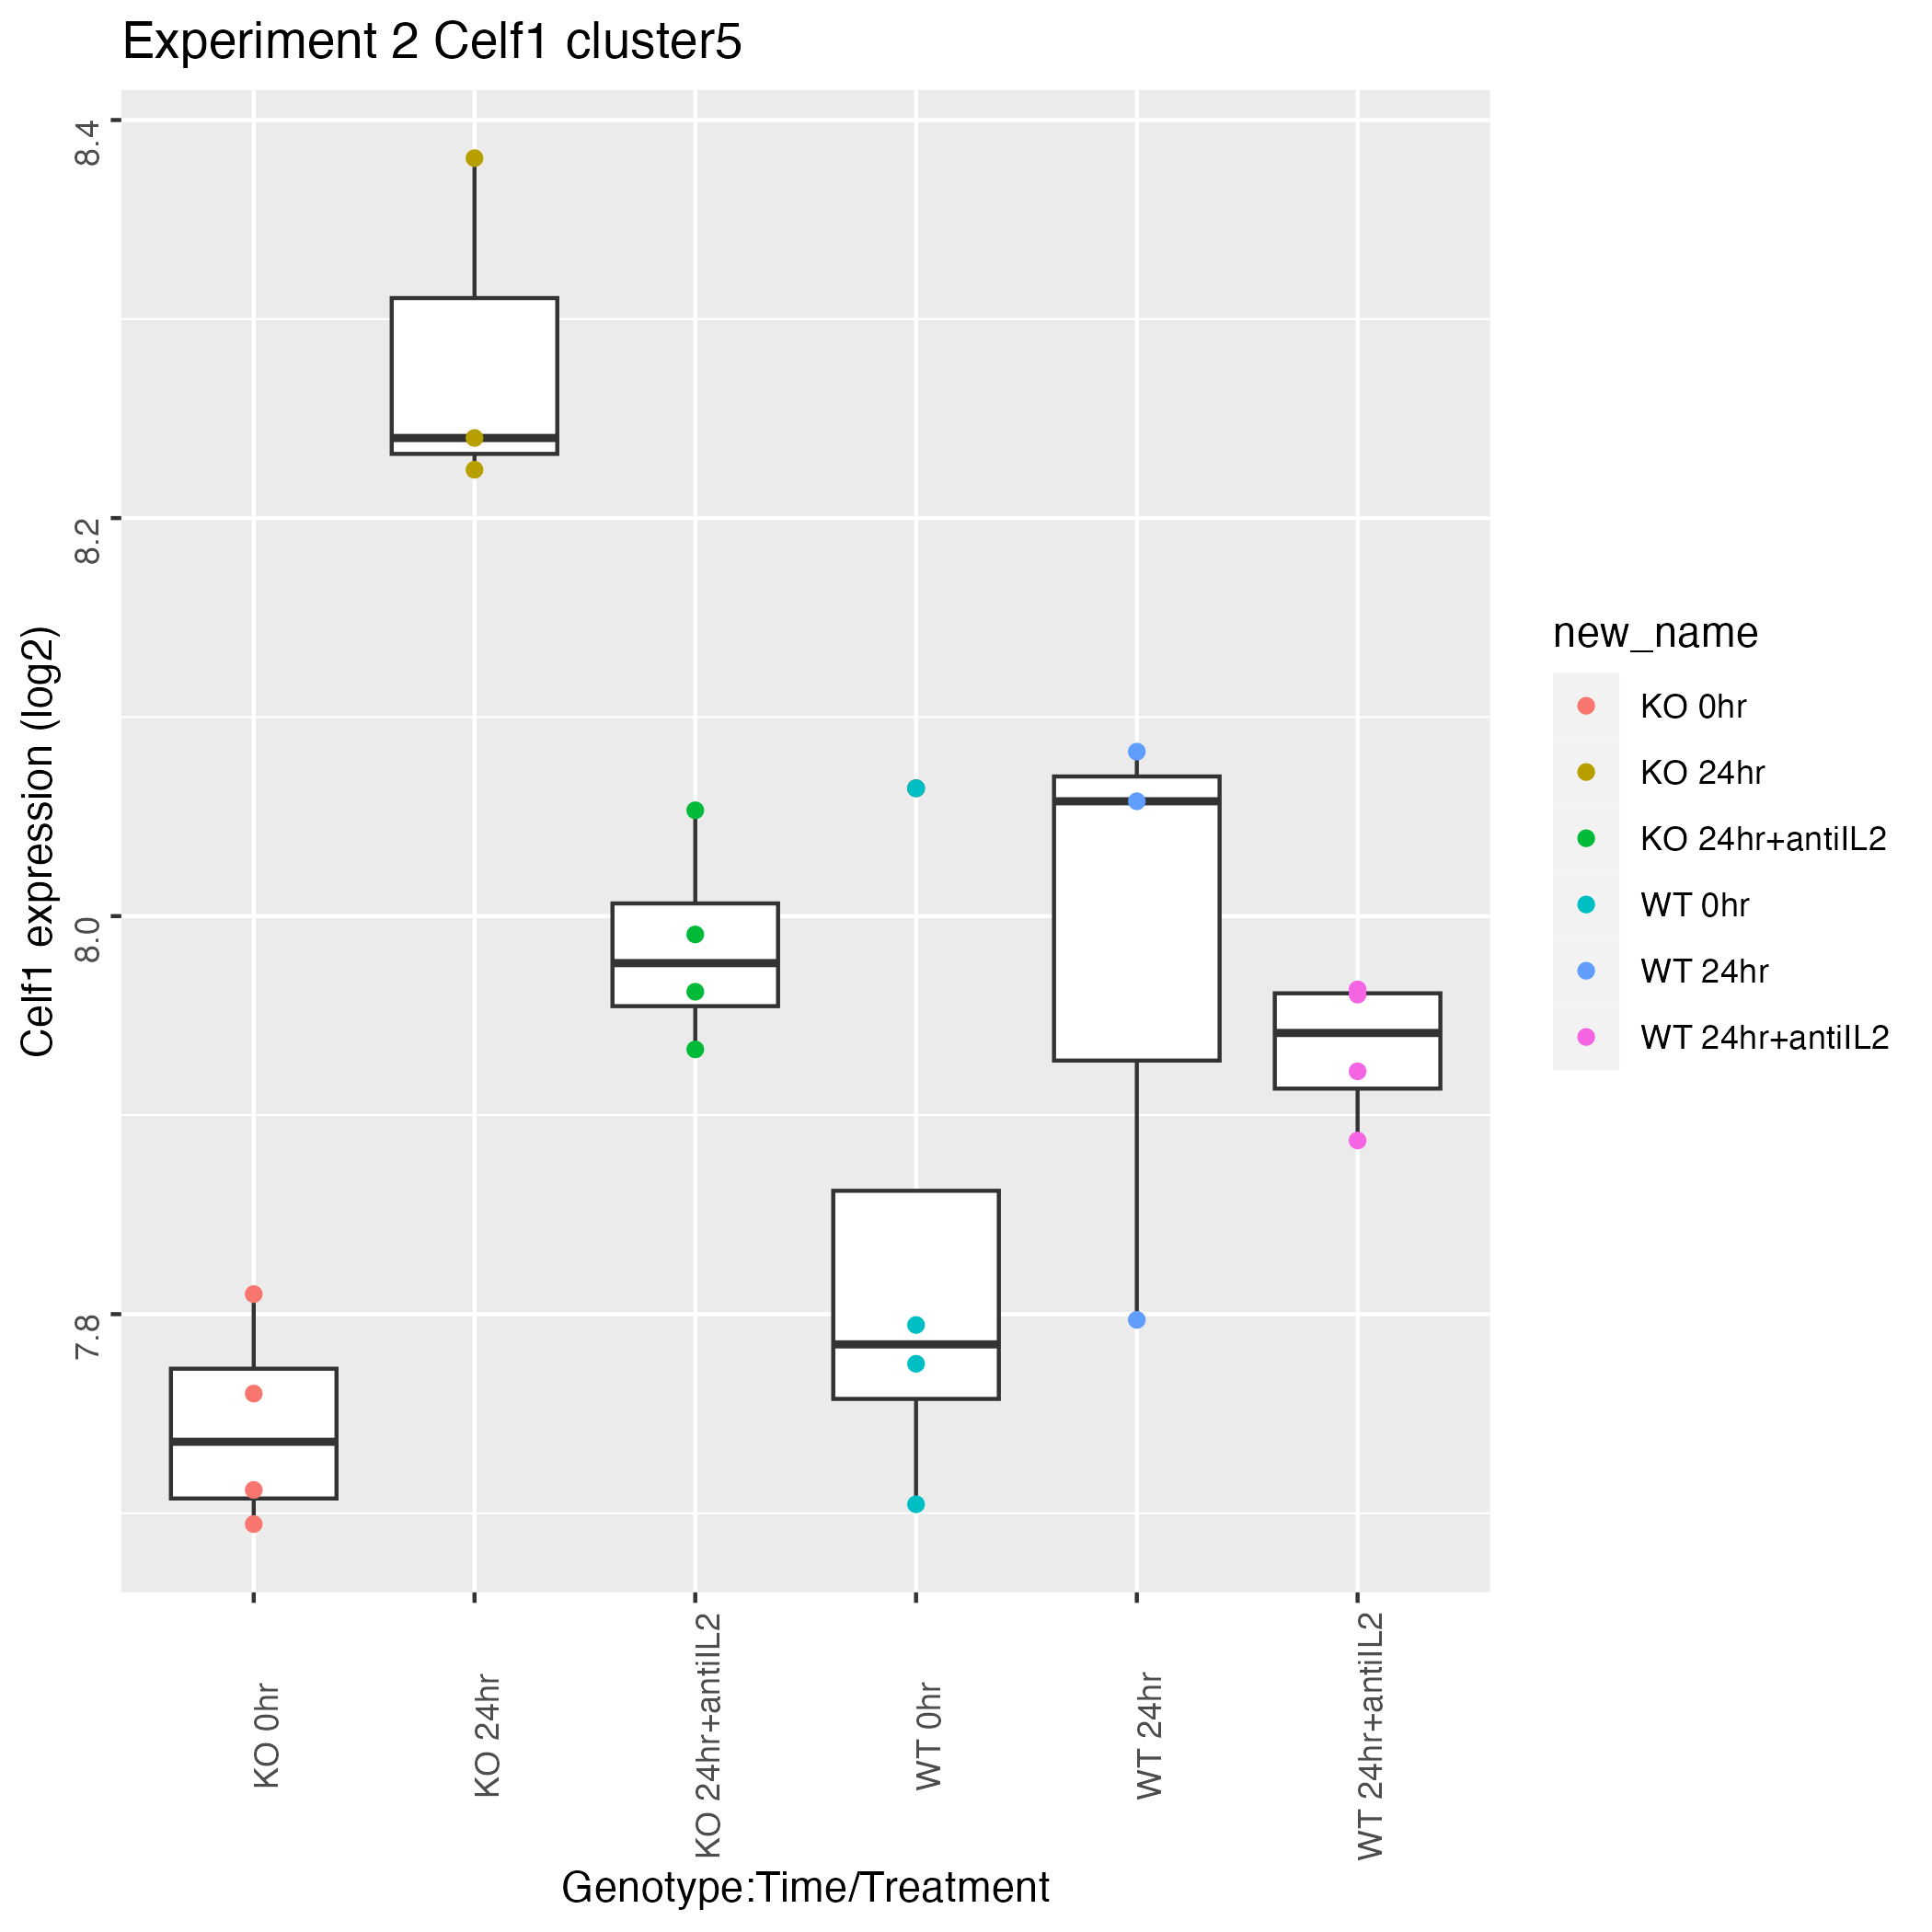 Experiment 2 Celf1 cluster5
Celf1 expression (log2)
8.4
8.2
8.0
7.8
KO 0hr
KO 24hr
KO 24hr+antiIL2
WT 0hr
WT 24hr
WT 24hr+antiIL2
Genotype:Time/Treatment
new_name
KO 0hr
KO 24hr
KO 24hr+antiIL2
WT 0hr
WT 24hr
WT 24hr+antiIL2